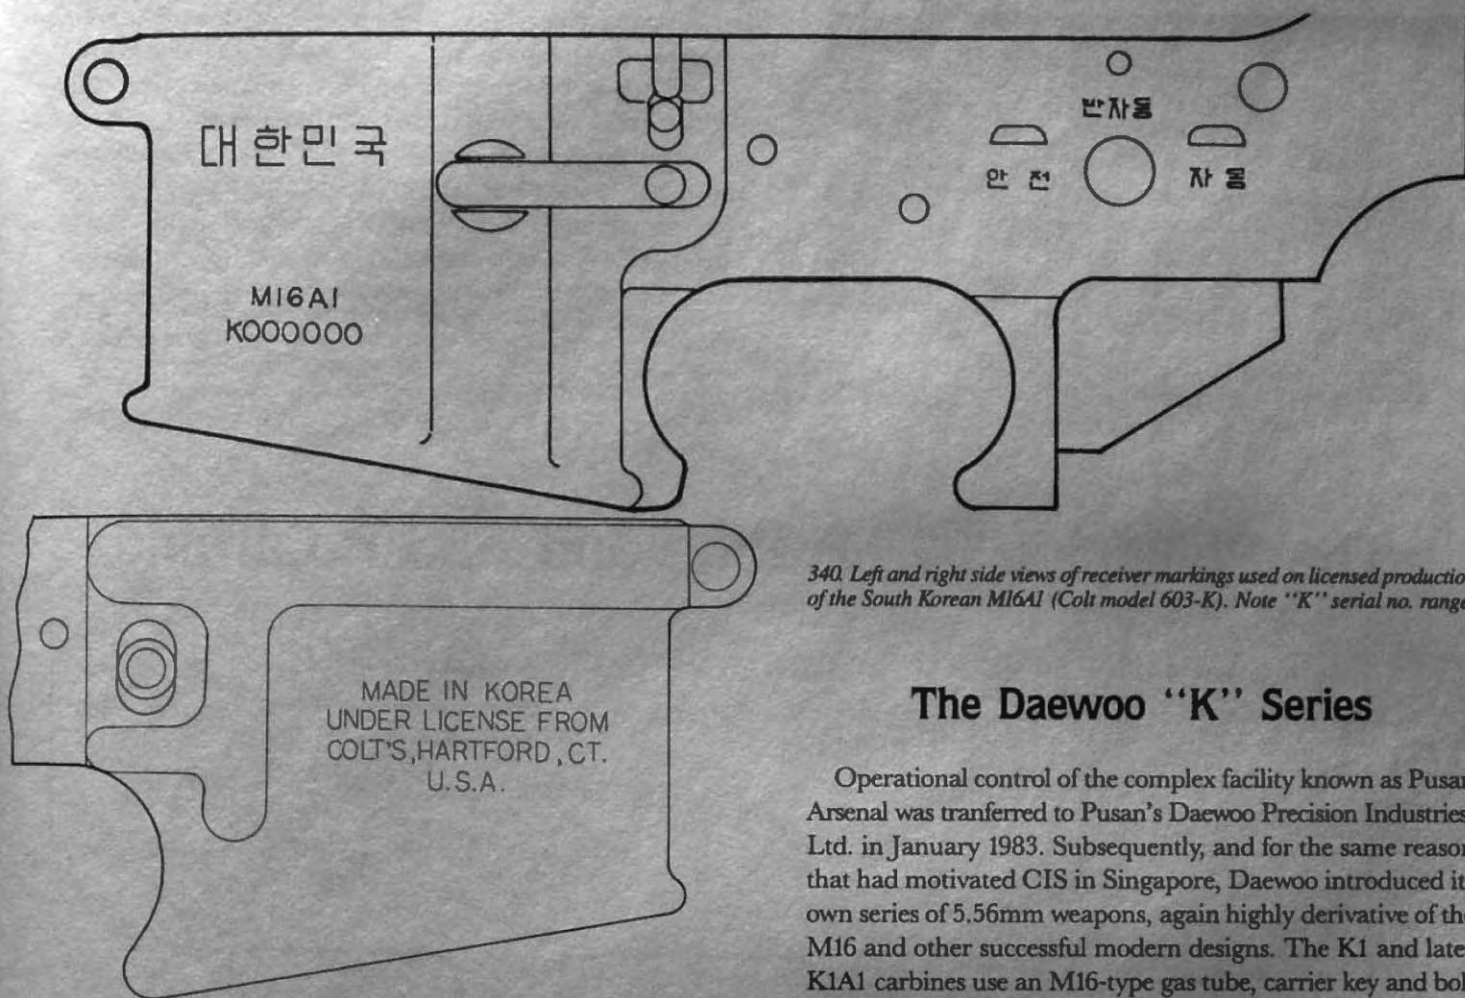 대한민국
반자동
안 전
자 동
M16A1
K000000
340. Left and right side views of receiver markings used on licensed productio
of the South Korean M16A1 (Colt model 603-K). Note "K" serial no. range
MADE IN KOREA
UNDER LICENSE FROM
COLT'S,HARTFORD,CT.
U.S.A.
The Daewoo "K" Series
Operational control of the complex facility known as Pusan
Arsenal was tranferred to Pusan's Daewoo Precision Industries
Ltd. in January 1983. Subsequently, and for the same reason
that had motivated CIS in Singapore, Daewoo introduced it
own series of 5.56mm weapons, again highly derivative of th
M16 and other successful modern designs. The K1 and late
K1A1 carbines use an M16-type gas tube, carrier key and bol